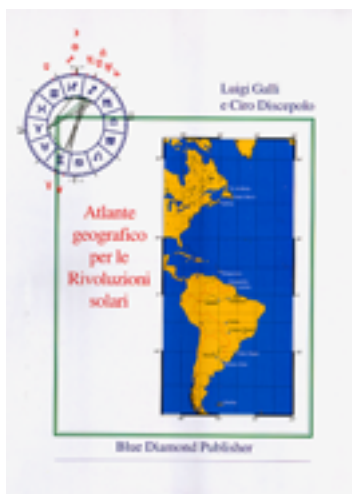 Luigi Galli
e Ciro Discepolo
Atlante
geografico
per le
Rivoluzioni
solari
Blue Diamond Publisher